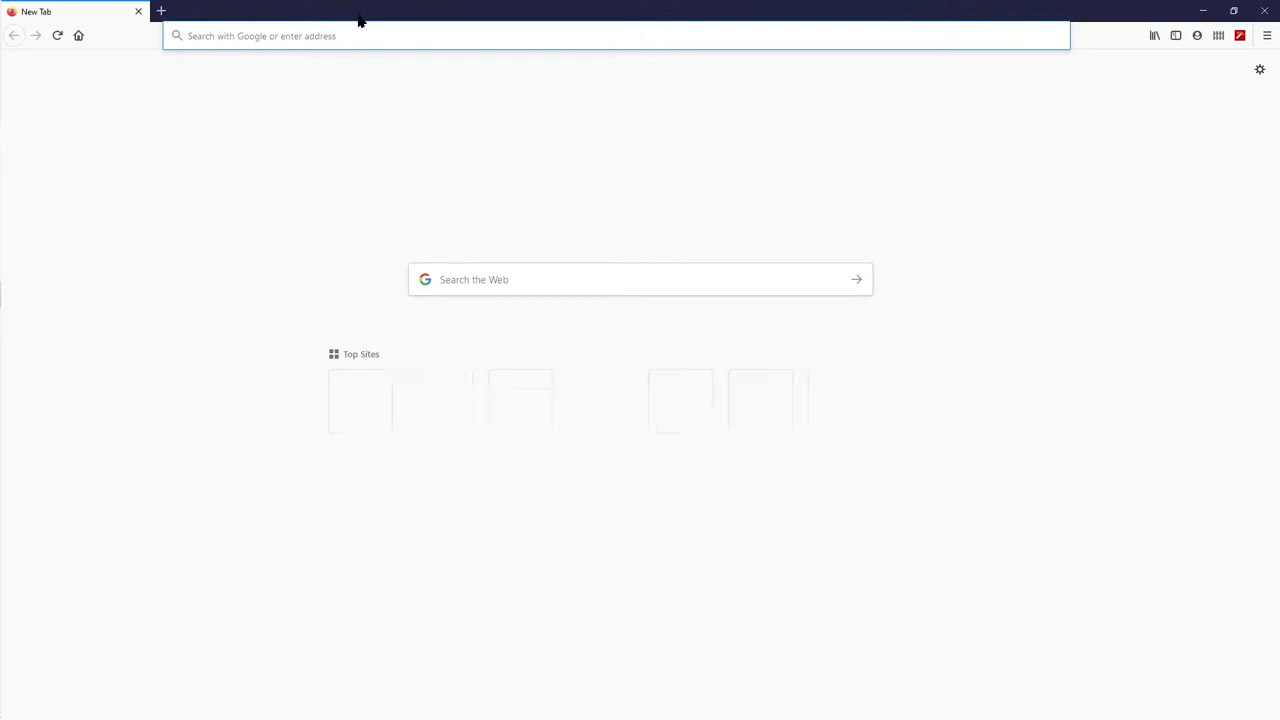 New Tab
Search with Google or enter address
Search the Web
Top Sites